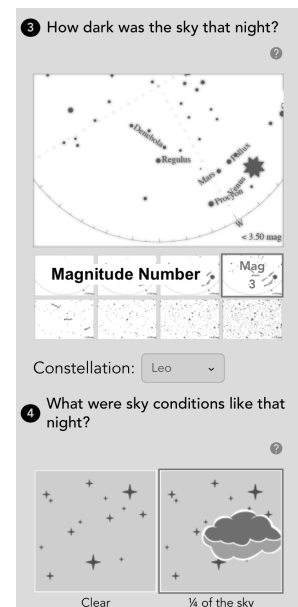 3 How dark was the sky that night?
?
Denebola
Regulus
Pollux
Mars
Venus
Procyon
W
< 3.50 mag
Magnitude Number
Mag
3
Constellation: Leo
4 What were sky conditions like that
night?
?
Clear
¼ of the sky